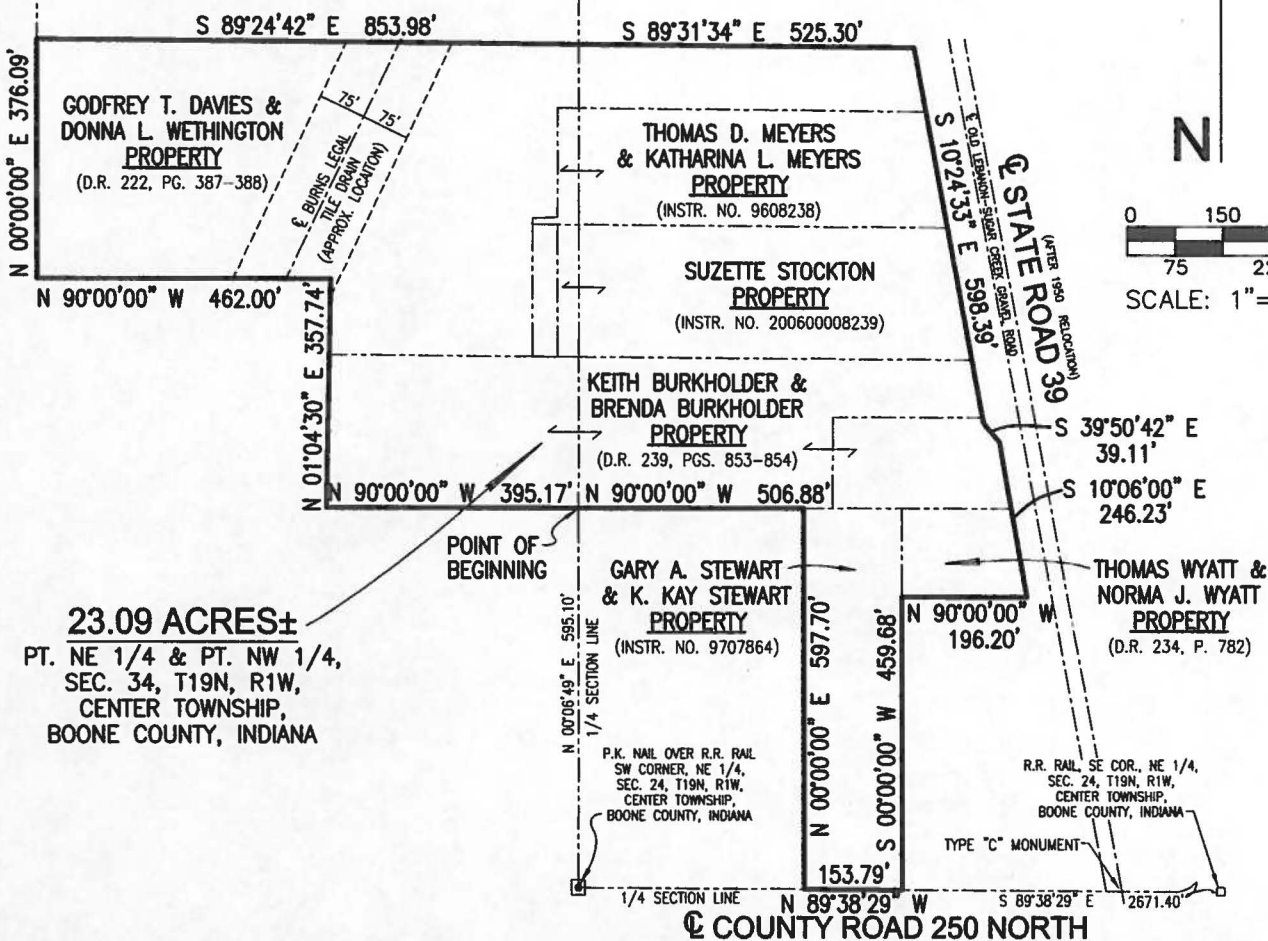 S 89°24'42" E 853.98'
S 89°31'34" E 525.30'
N 00°00'00" E 376.09'
GODFREY T. DAVIES &
DONNA L. WETHINGTON
PROPERTY
(D.R. 222, PG. 387-388)
75'
75'
℄ BURNS LEGAL
TILE DRAIN
(APPROX. LOCAITON)
THOMAS D. MEYERS
& KATHARINA L. MEYERS
PROPERTY
(INSTR. NO. 9608238)
S 10°24'33" E 598.39'
℄ OLD LEBANON-SUGAR CREEK GRAVEL ROAD
℄ STATE ROAD 39
(AFTER 1950 RELOCATION)
N
0 150
75 22
SCALE: 1"=
SUZETTE STOCKTON
PROPERTY
(INSTR. NO. 200600008239)
N 90°00'00" W 462.00'
N 01°04'30" E 357.74'
KEITH BURKHOLDER &
BRENDA BURKHOLDER
PROPERTY
(D.R. 239, PGS. 853-854)
S 39°50'42" E
39.11'
S 10°06'00" E
246.23'
N 90°00'00" W 395.17'
N 90°00'00" W 506.88'
POINT OF
BEGINNING
GARY A. STEWART
& K. KAY STEWART
PROPERTY
(INSTR. NO. 9707864)
THOMAS WYATT &
NORMA J. WYATT
PROPERTY
(D.R. 234, P. 782)
N 90°00'00" W
196.20'
23.09 ACRES±
PT. NE 1/4 & PT. NW 1/4,
SEC. 34, T19N, R1W,
CENTER TOWNSHIP,
BOONE COUNTY, INDIANA
N 00°06'49" E 595.10'
1/4 SECTION LINE
N 00°00'00" E 597.70'
S 00°00'00" W 459.68'
P.K. NAIL OVER R.R. RAIL
SW CORNER, NE 1/4,
SEC. 24, T19N, R1W,
CENTER TOWNSHIP,
BOONE COUNTY, INDIANA
R.R. RAIL, SE COR., NE 1/4,
SEC. 24, T19N, R1W,
CENTER TOWNSHIP,
BOONE COUNTY, INDIANA
TYPE "C" MONUMENT
153.79'
1/4 SECTION LINE
N 89°38'29" W
S 89°38'29" E 2671.40'
℄ COUNTY ROAD 250 NORTH